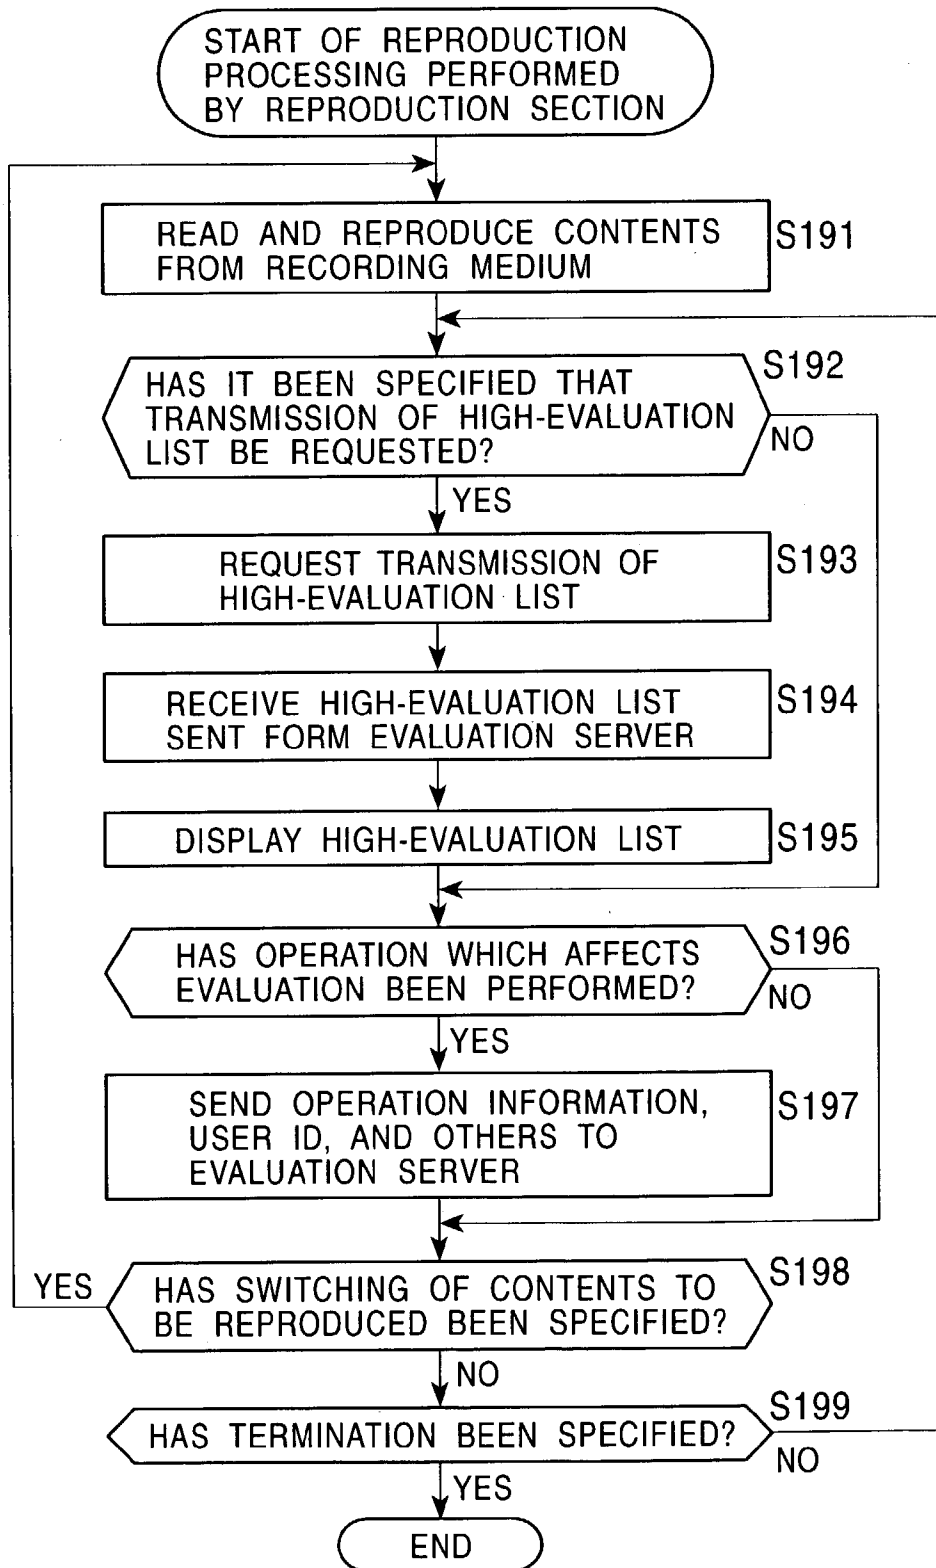 START OF REPRODUCTION
PROCESSING PERFORMED
BY REPRODUCTION SECTION
READ AND REPRODUCE CONTENTS
FROM RECORDING MEDIUM
S191
HAS IT BEEN SPECIFIED THAT
TRANSMISSION OF HIGH-EVALUATION
LIST BE REQUESTED?
S192
NO
YES
REQUEST TRANSMISSION OF
HIGH-EVALUATION LIST
S193
RECEIVE HIGH-EVALUATION LIST
SENT FORM EVALUATION SERVER
S194
DISPLAY HIGH-EVALUATION LIST
S195
HAS OPERATION WHICH AFFECTS
EVALUATION BEEN PERFORMED?
S196
NO
YES
SEND OPERATION INFORMATION,
USER ID, AND OTHERS TO
EVALUATION SERVER
S197
YES
HAS SWITCHING OF CONTENTS TO
BE REPRODUCED BEEN SPECIFIED?
S198
NO
HAS TERMINATION BEEN SPECIFIED?
S199
NO
YES
END